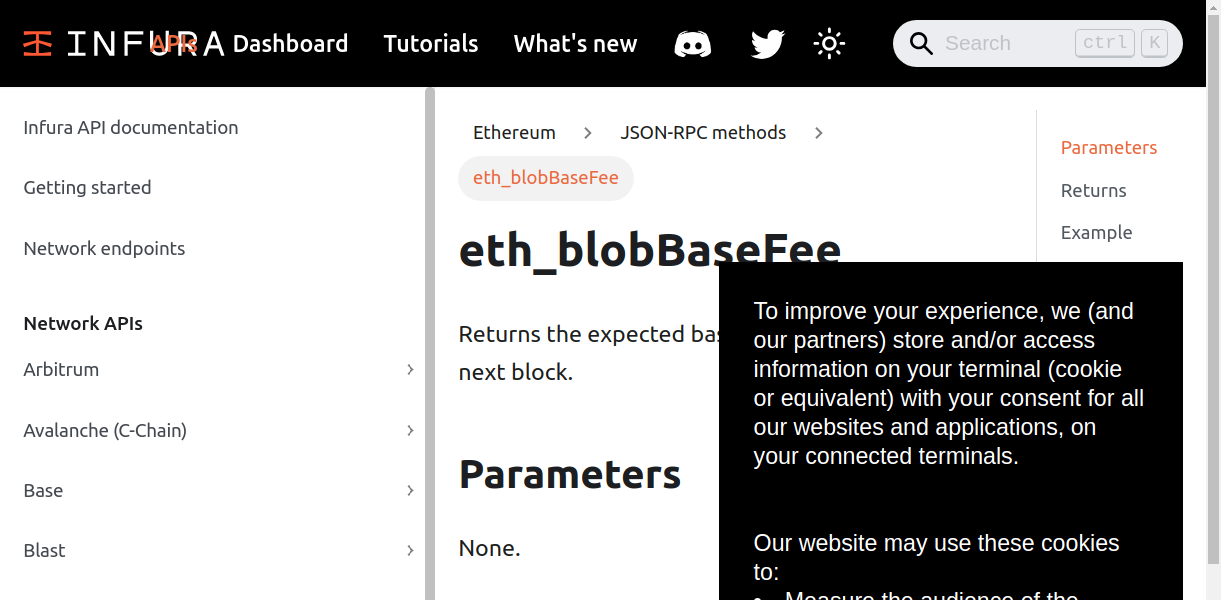 INFURA APIs Dashboard Tutorials What's new Search ctrl K
Infura API documentation
Getting started
Network endpoints
Network APIs
Arbitrum
Avalanche (C-Chain)
Base
Blast
Ethereum > JSON-RPC methods >
eth_blobBaseFee
eth_blobBaseFee
Returns the expected bas
next block.
Parameters
None.
Parameters
Returns
Example
To improve your experience, we (and
our partners) store and/or access
information on your terminal (cookie
or equivalent) with your consent for all
our websites and applications, on
your connected terminals.
Our website may use these cookies
to:
• Measure the audience of the